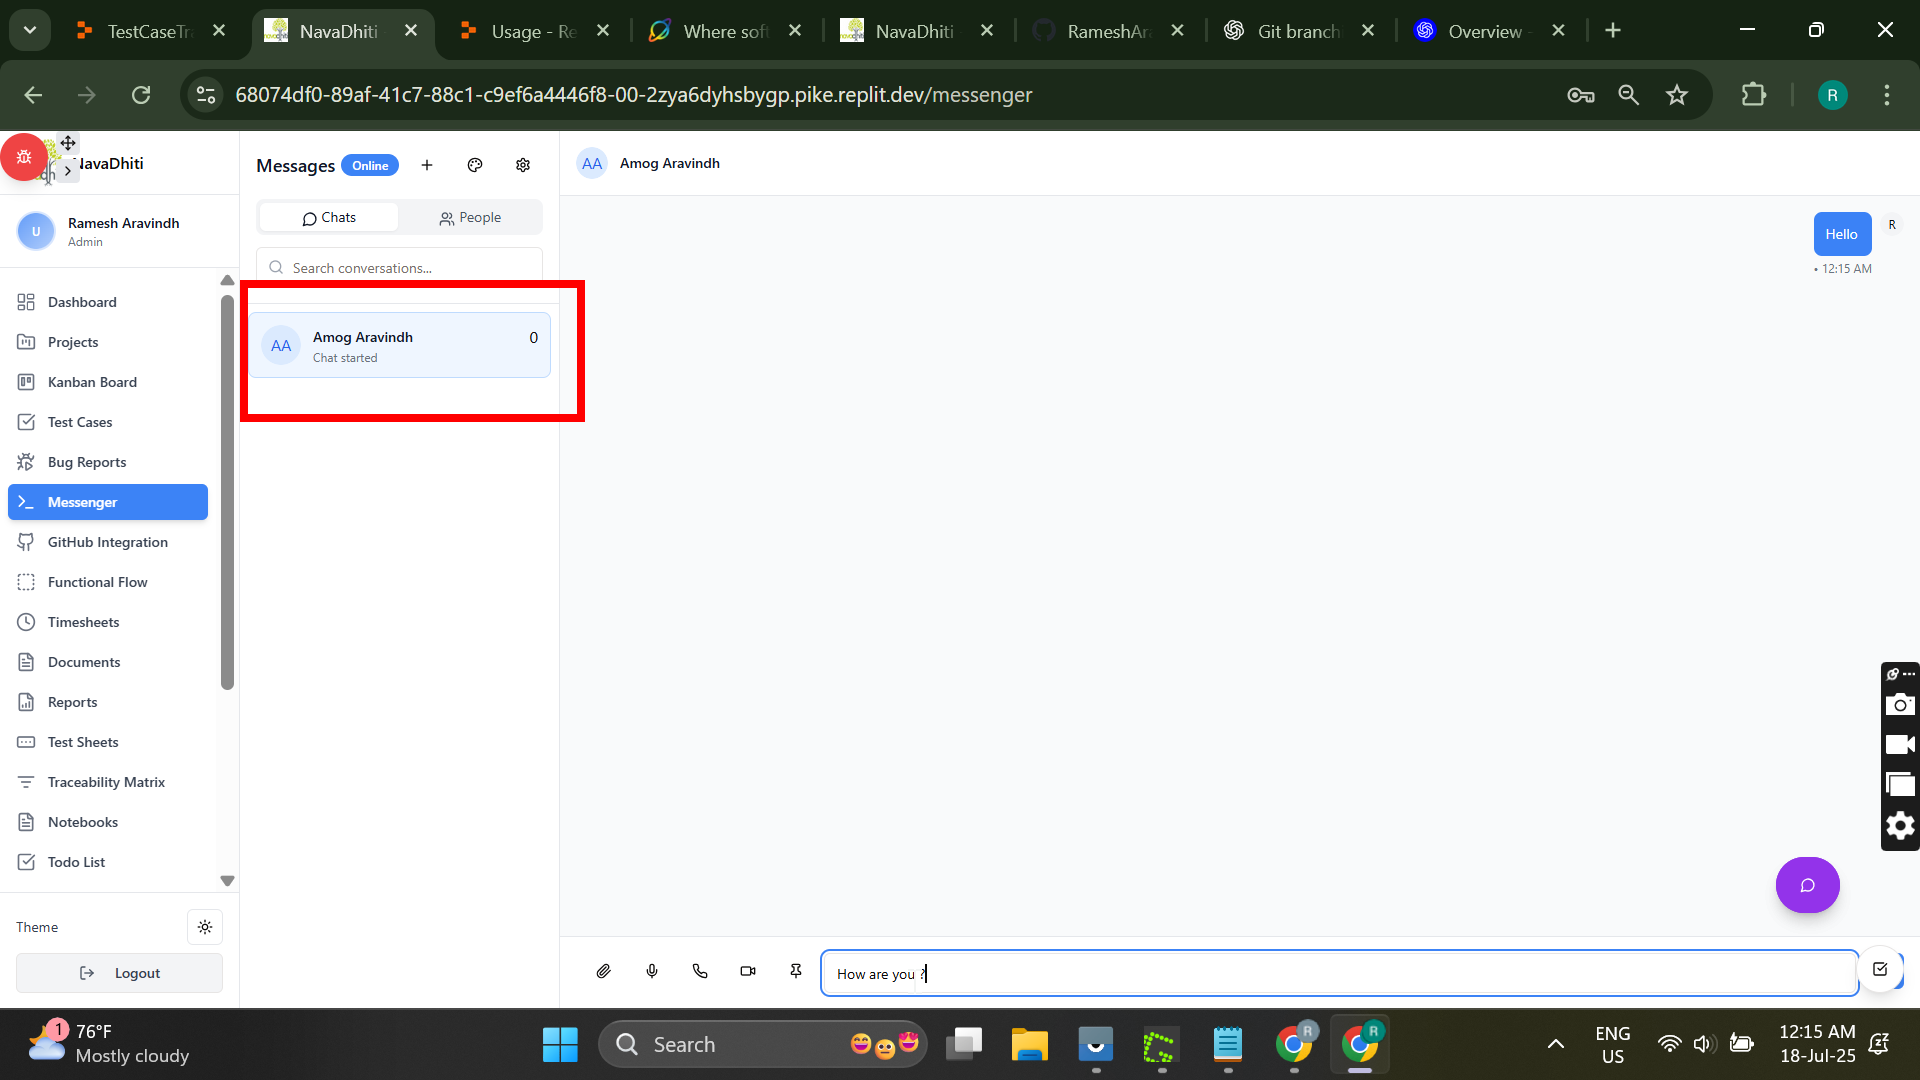 TestCaseTra
NavaDhiti
Usage - Re
Where soft
NavaDhiti
RameshAra
Git branch
Overview -
68074df0-89af-41c7-88c1-c9ef6a4446f8-00-2zya6dyhsbygp.pike.replit.dev/messenger
R
NavaDhiti
U
Ramesh Aravindh
Admin
Dashboard
Projects
Kanban Board
Test Cases
Bug Reports
Messenger
GitHub Integration
Functional Flow
Timesheets
Documents
Reports
Test Sheets
Traceability Matrix
Notebooks
Todo List
Theme
Logout
Messages Online
Chats People
Search conversations...
AA Amog Aravindh 0
Chat started
AA Amog Aravindh
Hello R
• 12:15 AM
How are you ?
1 76°F
Mostly cloudy
Search
R
R
ENG
US
12:15 AM
18-Jul-25